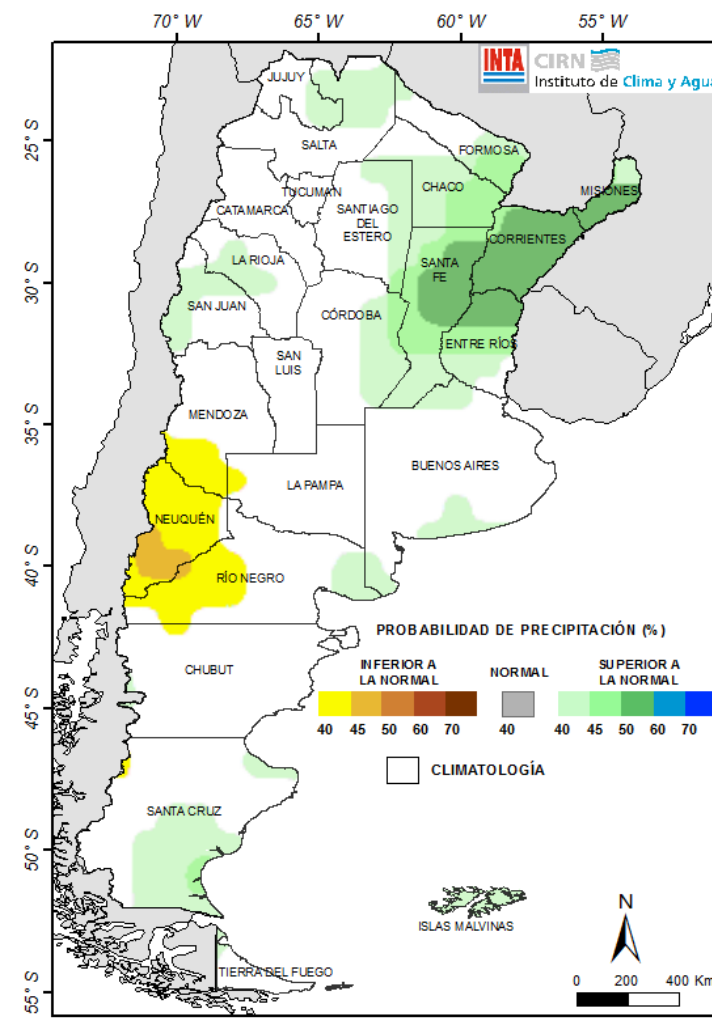 70° W 65° W 60° W 55° W
INTA CIRN
Instituto de Clima y Agua
25° S
30° S
35° S
40° S
45° S
50° S
55° S
JUJUY
SALTA
FORMOSA
CHACO
MISIONES
TUCUMAN
CATAMARCA
SANTIAGO
DEL
ESTERO
CORRIENTES
LA RIOJA
SANTA
FE
SAN JUAN
CÓRDOBA
ENTRE RÍOS
SAN
LUIS
MENDOZA
BUENOS AIRES
LA PAMPA
NEUQUÉN
RÍO NEGRO
CHUBUT
SANTA CRUZ
ISLAS MALVINAS
TIERRA DEL FUEGO
PROBABILIDAD DE PRECIPITACIÓN (%)
INFERIOR A
LA NORMAL
NORMAL
SUPERIOR A
LA NORMAL
40 45 50 60 70
40
40 45 50 60 70
CLIMATOLOGÍA
N
0 200 400 Km